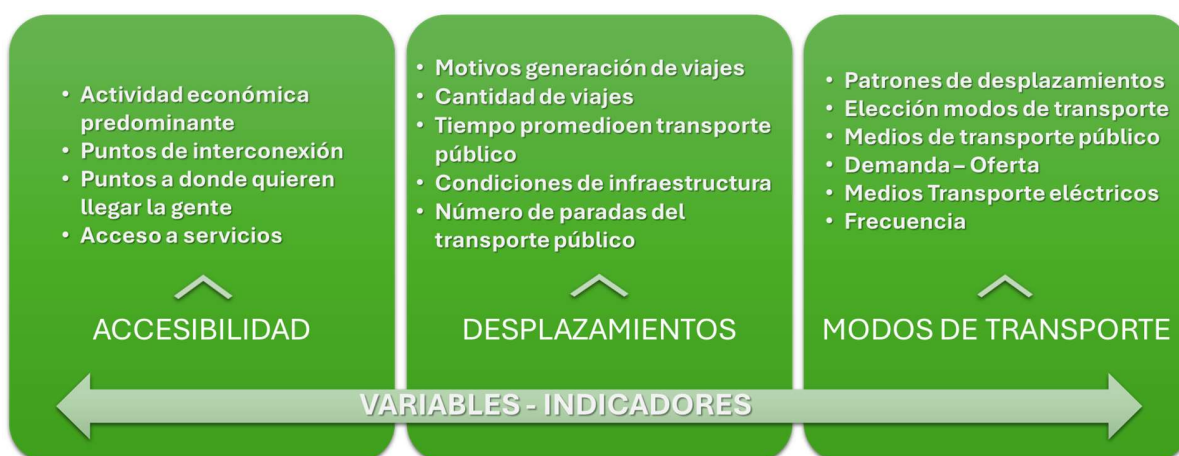 • Actividad económica
predominante
• Puntos de interconexión
• Puntos a donde quieren
llegar la gente
• Acceso a servicios
ACCESIBILIDAD
• Motivos generación de viajes
• Cantidad de viajes
• Tiempo promedioen transporte
público
• Condiciones de infraestructura
• Número de paradas del
transporte público
DESPLAZAMIENTOS
• Patrones de desplazamientos
• Elección modos de transporte
• Medios de transporte público
• Demanda – Oferta
• Medios Transporte eléctricos
• Frecuencia
MODOS DE TRANSPORTE
VARIABLES - INDICADORES